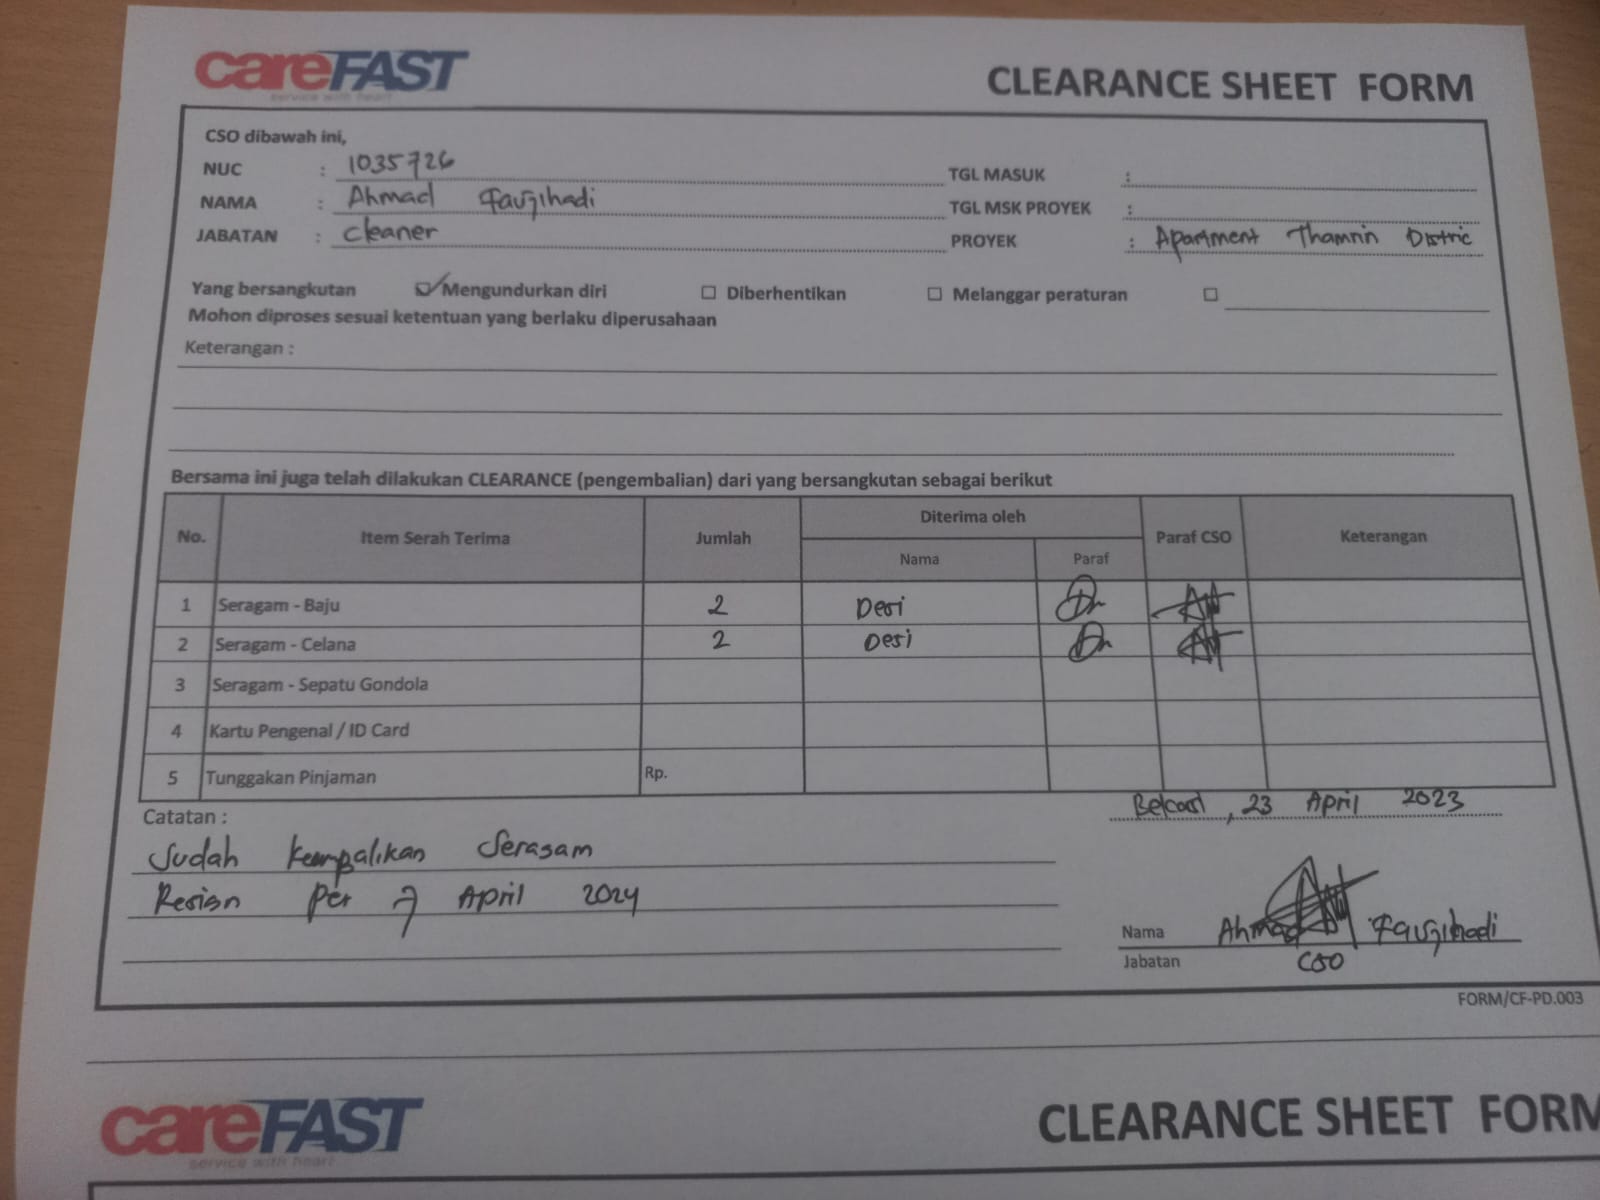 careFAST
service with heart
CLEARANCE SHEET FORM
CSO dibawah ini,
NUC : 1035726
TGL MASUK :
NAMA : Ahmad Fauzihadi
TGL MSK PROYEK :
JABATAN : Cleaner
PROYEK : Apartment Thamrin Distric
Yang bersangkutan ☑ Mengundurkan diri ☐ Diberhentikan ☐ Melanggar peraturan ☐
Mohon diproses sesuai ketentuan yang berlaku diperusahaan
Keterangan :
Bersama ini juga telah dilakukan CLEARANCE (pengembalian) dari yang bersangkutan sebagai berikut
No. Item Serah Terima Jumlah Diterima oleh Paraf CSO Keterangan
Nama Paraf
1 Seragam - Baju 2 Desi
2 Seragam - Celana 2 Desi
3 Seragam - Sepatu Gondola
4 Kartu Pengenal / ID Card
5 Tunggakan Pinjaman Rp.
Catatan :
, 23 April 2023
Sudah Kembalikan Seragam
Resign Per 7 April 2024
Nama Ahmad Fauzihadi
Jabatan CSO
FORM/CF-PD.003
careFAST
service with heart
CLEARANCE SHEET FORM